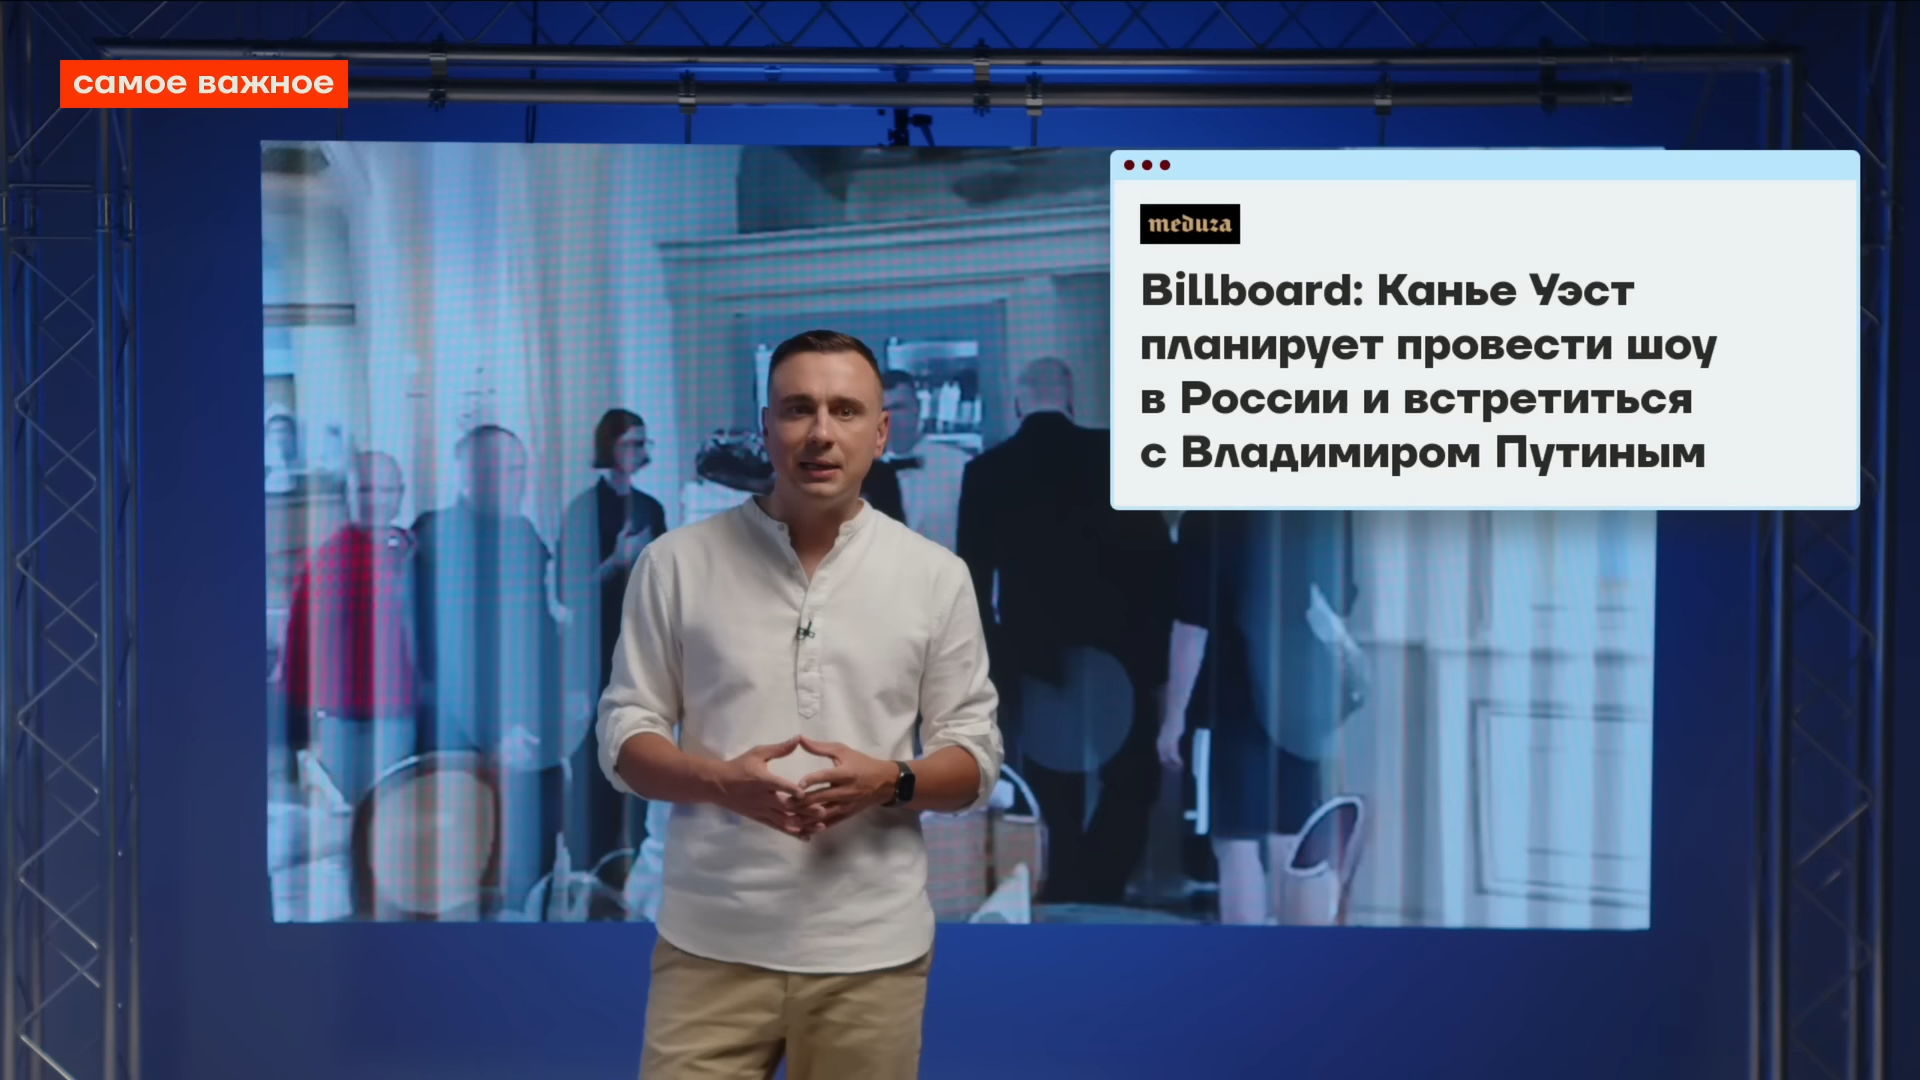 самое важное
meduza
Billboard: Канье Уэст
планирует провести шоу
в России и встретиться
с Владимиром Путиным